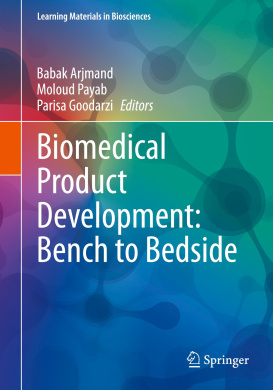 Learning Materials in Biosciences
Babak Arjmand
Moloud Payab
Parisa Goodarzi Editors
Biomedical
Product
Development:
Bench to Bedside
Springer